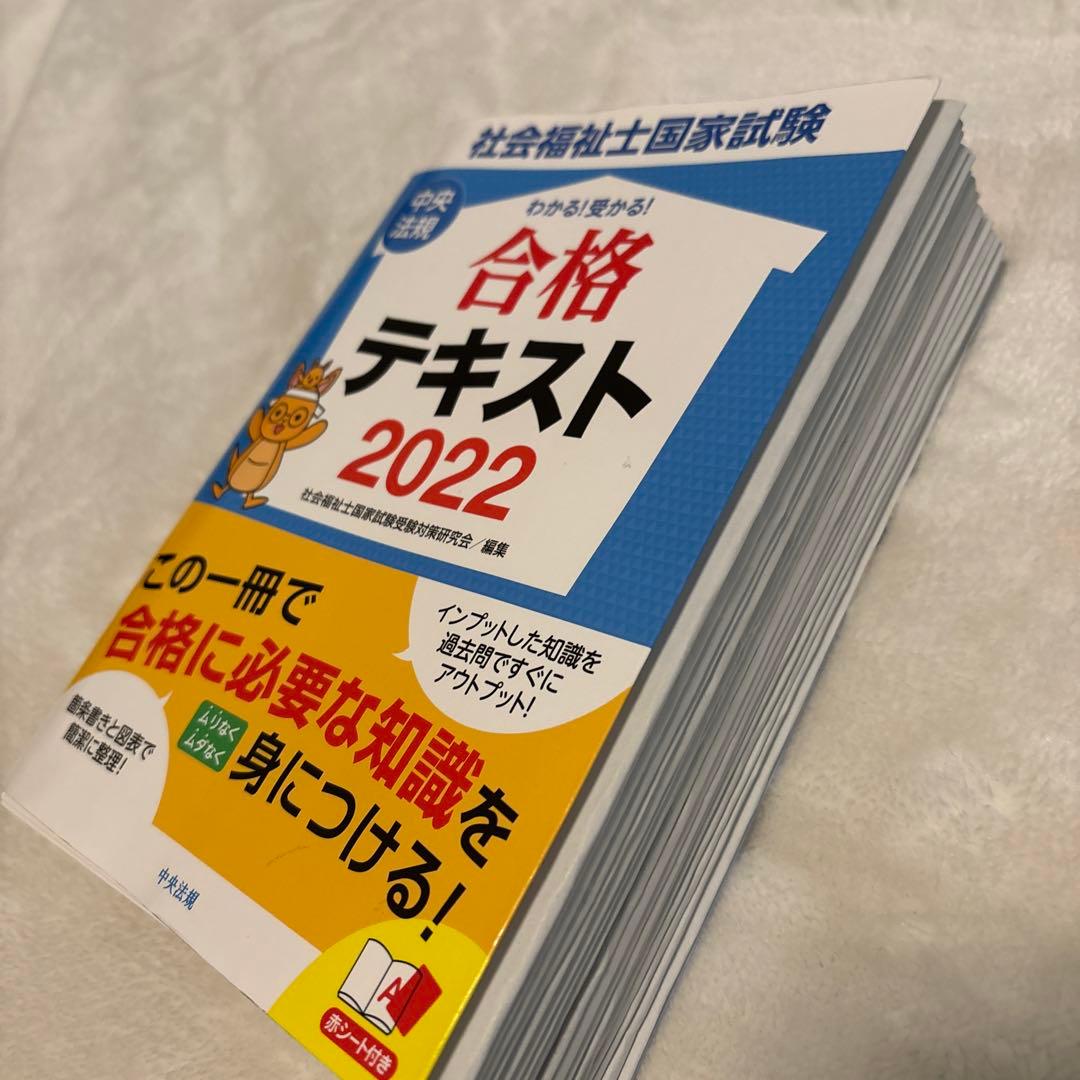 社会福祉士国家試験
中央
法規
わかる!受かる!
合格
テキスト
2022
社会福祉士国家試験受験対策研究会／編集
この一冊で
合格に必要な知識を
ムリなく
ムダなく
身につける!
インプットした知識を
過去問ですぐに
アウトプット!
箇条書きと図表で
簡潔に整理!
中央法規
A
赤シート付き